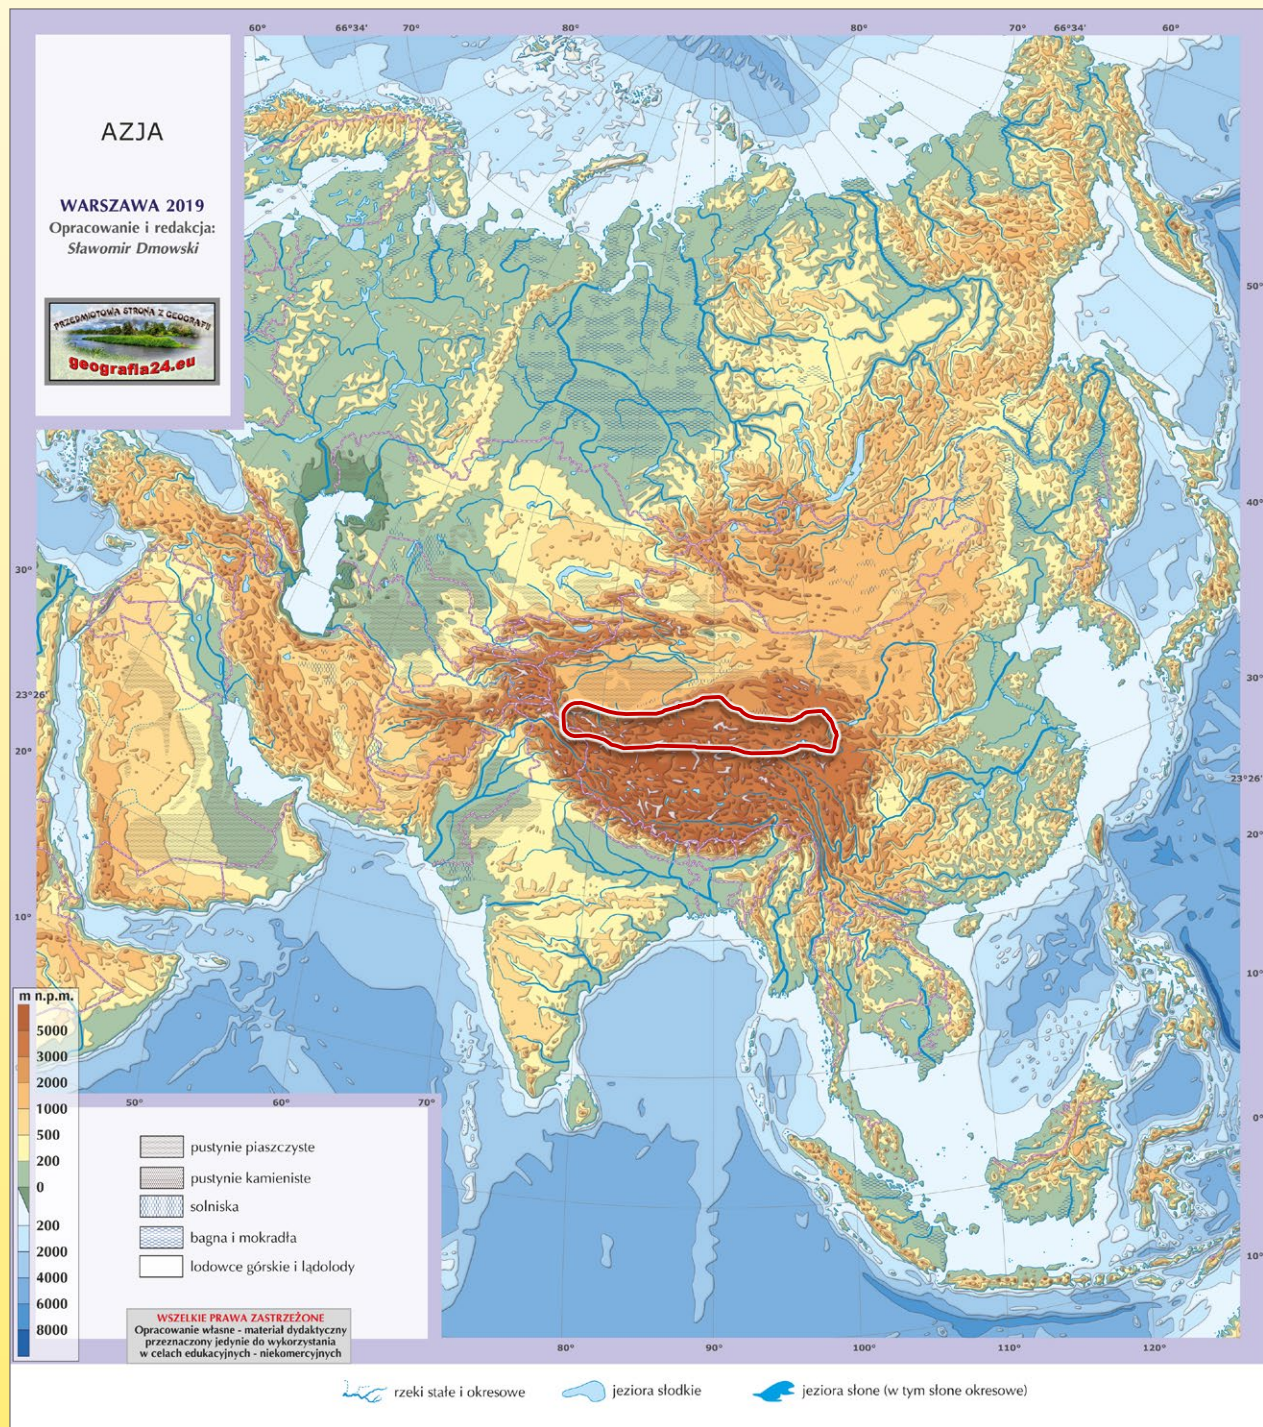 60° 66°34' 70° 80° 80° 70° 66°34' 60°
AZJA
WARSZAWA 2019
Opracowanie i redakcja:
Sławomir Dmowski
PRZEDMIOTOWA STRONA Z GEOGRAFII
geografia24.eu
50°
40°
30°
30°
23°26'
20°
23°26'
20°
10°
10°
m n.p.m.
5000
3000
2000
1000
500
200
0
200
2000
4000
6000
8000
50° 60° 70°
0°
10°
pustynie piaszczyste
pustynie kamieniste
solniska
bagna i mokradła
lodowce górskie i lądolody
WSZELKIE PRAWA ZASTRZEŻONE
Opracowanie własne - materiał dydaktyczny
przeznaczony jedynie do wykorzystania
w celach edukacyjnych - niekomercyjnych
80° 90° 100° 110° 120°
rzeki stałe i okresowe jeziora słodkie jeziora słone (w tym słone okresowe)